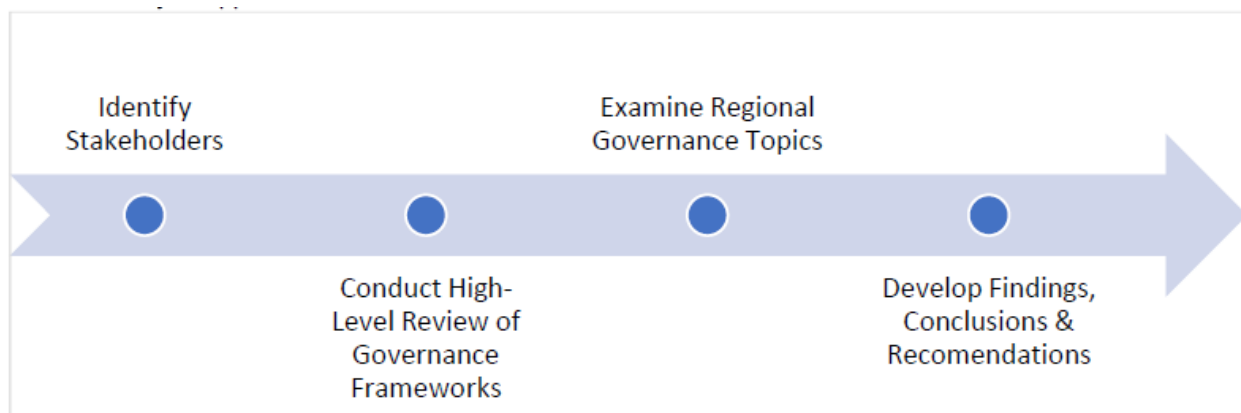 Identify
Stakeholders
Conduct High-
Level Review of
Governance
Frameworks
Examine Regional
Governance Topics
Develop Findings,
Conclusions &
Recomendations